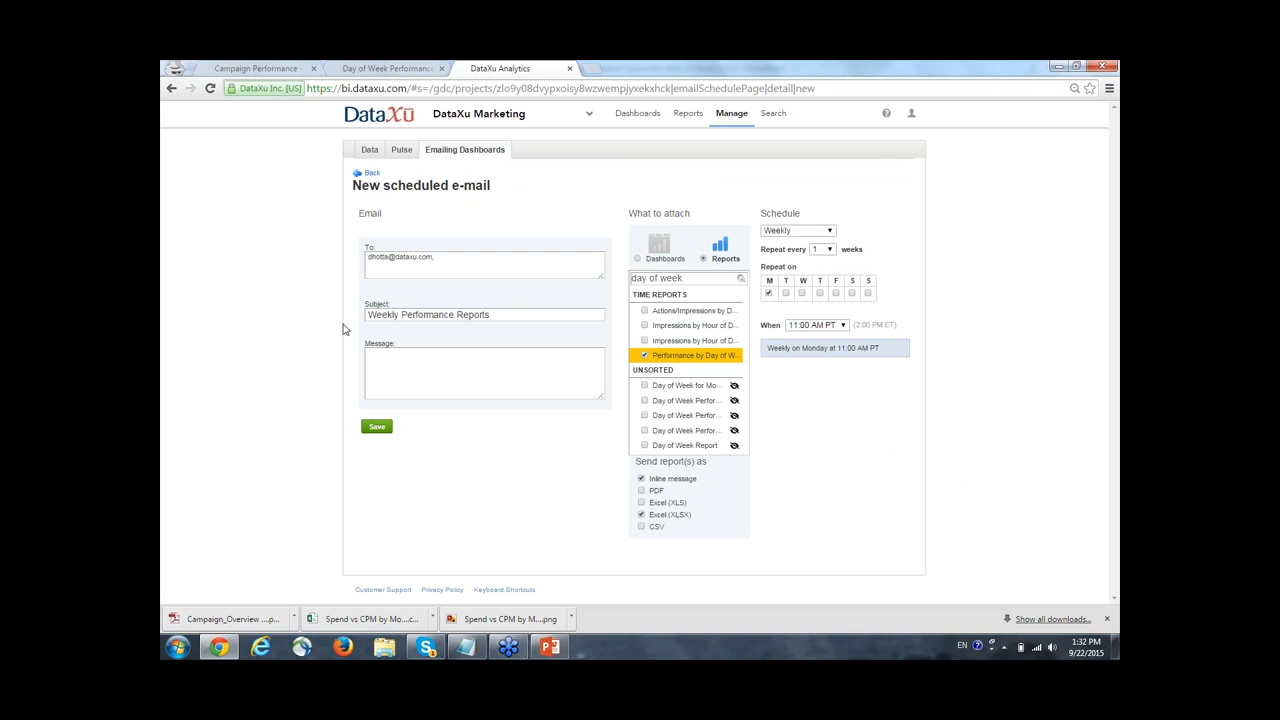 Campaign Performance
Day of Week Performance
DataXu Analytics
DataXu Inc. [US]
https://bi.dataxu.com/#s=/gdc/projects/zlo9y08dvypxoisy8wzwempjyxekxhck|emailSchedulePage|detail|new
DataXu
DataXu Marketing
Dashboards
Reports
Manage
Search
Data
Pulse
Emailing Dashboards
Back
New scheduled e-mail
Email
To:
dhotta@dataxu.com,
Subject:
Weekly Performance Reports
Message:
Save
What to attach
Dashboards
Reports
day of week
TIME REPORTS
Actions/Impressions by D...
Impressions by Hour of D...
Impressions by Hour of D...
Performance by Day of W...
UNSORTED
Day of Week for Mo...
Day of Week Perfor...
Day of Week Perfor...
Day of Week Perfor...
Day of Week Report
Send report(s) as
Inline message
PDF
Excel (XLS)
Excel (XLSX)
CSV
Schedule
Weekly
Repeat every 1 weeks
Repeat on
M T W T F S S
When 11:00 AM PT (2:00 PM ET)
Weekly on Monday at 11:00 AM PT
Customer Support
Privacy Policy
Keyboard Shortcuts
Campaign_Overview ....p...
Spend vs CPM by Mo....c...
Spend vs CPM by M....png
Show all downloads...
EN
1:32 PM
9/22/2015